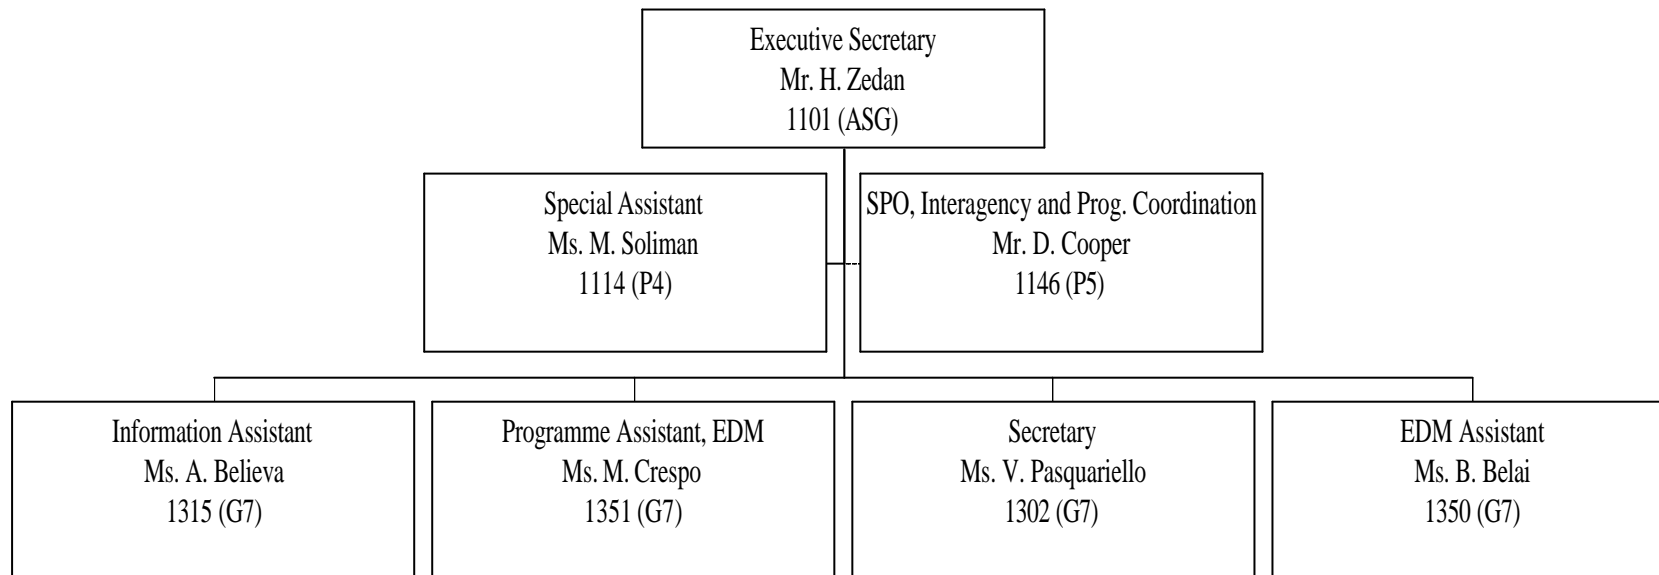 Executive Secretary
Mr. H. Zedan
1101 (ASG)
Special Assistant
Ms. M. Soliman
1114 (P4)
SPO, Interagency and Prog. Coordination
Mr. D. Cooper
1146 (P5)
Information Assistant
Ms. A. Believa
1315 (G7)
Programme Assistant, EDM
Ms. M. Crespo
1351 (G7)
Secretary
Ms. V. Pasquariello
1302 (G7)
EDM Assistant
Ms. B. Belai
1350 (G7)